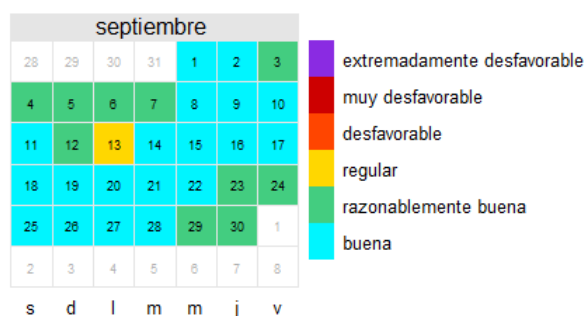 septiembre
28 29 30 31 1 2 3
4 5 6 7 8 9 10
11 12 13 14 15 16 17
18 19 20 21 22 23 24
25 26 27 28 29 30 1
2 3 4 5 6 7 8
s d l m m j v
extremadamente desfavorable
muy desfavorable
desfavorable
regular
razonablemente buena
buena